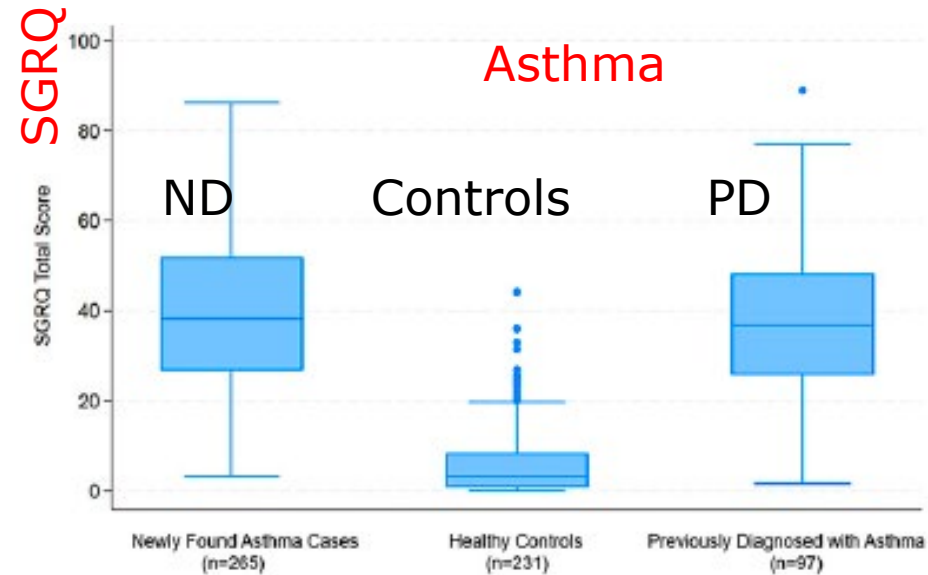 SGRQ
Asthma
ND
Controls
PD
SGRQ Total Score
100
80
60
40
20
0
Newly Found Asthma Cases
(n=265)
Healthy Controls
(n=231)
Previously Diagnosed with Asthma
(n=97)